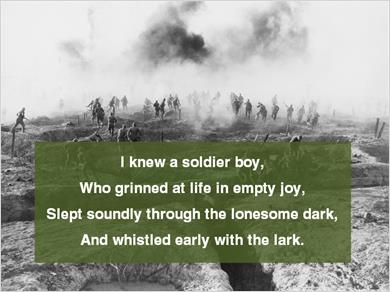 I knew a soldier boy,
Who grinned at life in empty joy,
Slept soundly through the lonesome dark,
And whistled early with the lark.